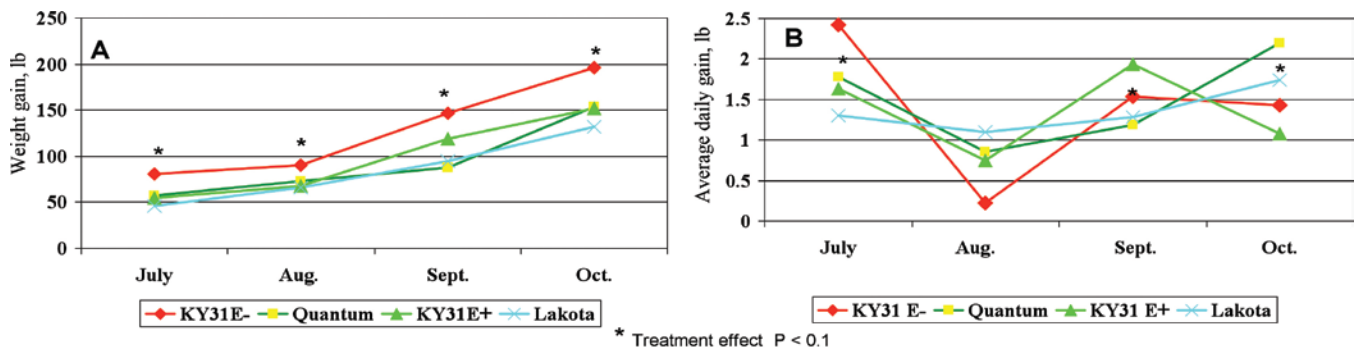 A
Weight gain, lb
250
200
150
100
50
0
* * * *
July Aug. Sept. Oct.
KY31E- Quantum KY31E+ Lakota
B
Average daily gain, lb
2.5
2
1.5
1
0.5
0
* * *
July Aug. Sept. Oct.
KY31 E- Quantum KY31 E+ Lakota
* Treatment effect P < 0.1